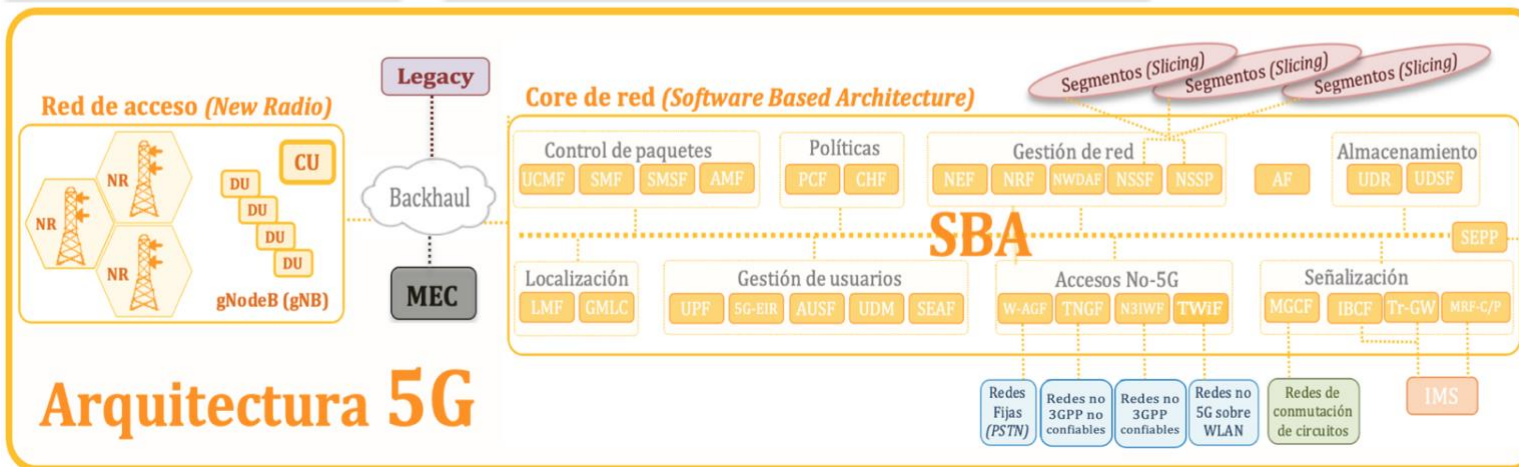 Legacy
Red de acceso (New Radio)
NR
NR
NR
CU
DU
DU
DU
DU
gNodeB (gNB)
Backhaul
MEC
Core de red (Software Based Architecture)
Segmentos (Slicing)
Segmentos (Slicing)
Segmentos (Slicing)
Control de paquetes
UCMF SMF SMSF AMF
Políticas
PCF CHF
Gestión de red
NEF NRF NWDAF NSSF NSSP
AF
Almacenamiento
UDR UDSF
SBA
SEPP
Localización
LMF GMLC
Gestión de usuarios
UPF 5G-EIR AUSF UDM SEAF
Accesos No-5G
W-AGF TNGF N3IWF TWiF
Señalización
MGCF IBCF Tr-GW MRF-C/P
Redes
Fijas
(PSTN)
Redes no
3GPP no
confiables
Redes no
3GPP
confiables
Redes no
5G sobre
WLAN
Redes de
conmutación
de circuitos
IMS
Arquitectura 5G